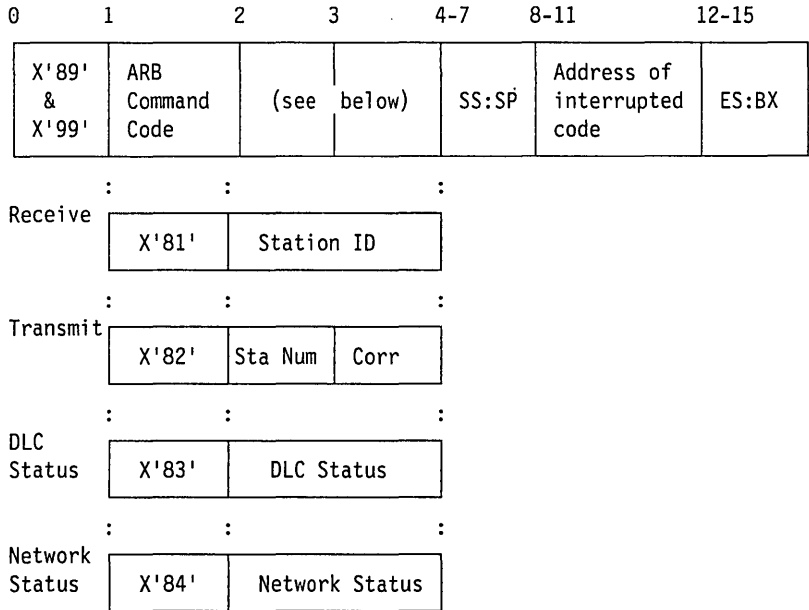 0 1 2 3 4-7 8-11 12-15
X'89' ARB Address of
& Command (see below) SS:SP interrupted ES:BX
X'99' Code code
: : :
Receive
X'81' Station ID
: : :
Transmit
X'82' Sta Num Corr
: : :
DLC
Status X'83' DLC Status
: : :
Network
Status X'84' Network Status